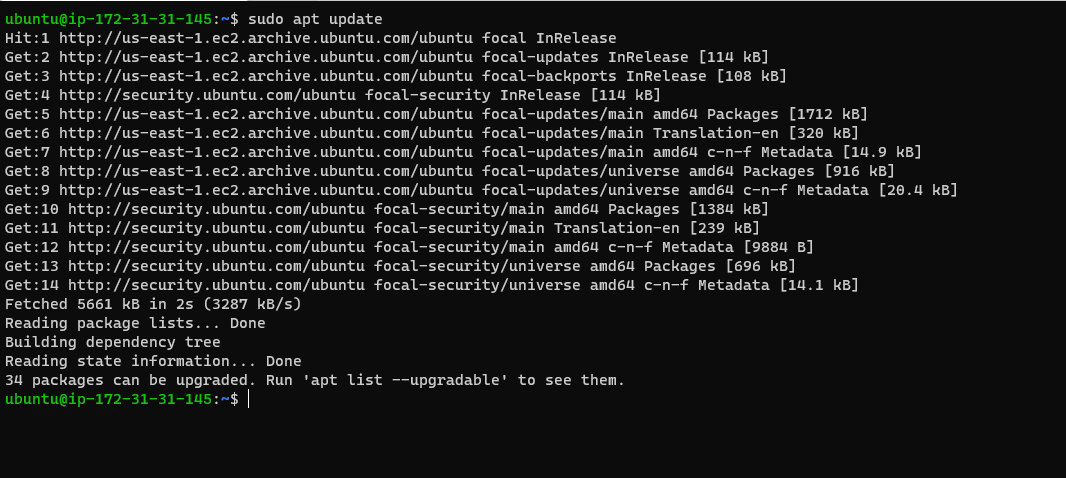 ubuntu@ip-172-31-31-145:~$ sudo apt update
Hit:1 http://us-east-1.ec2.archive.ubuntu.com/ubuntu focal InRelease
Get:2 http://us-east-1.ec2.archive.ubuntu.com/ubuntu focal-updates InRelease [114 kB]
Get:3 http://us-east-1.ec2.archive.ubuntu.com/ubuntu focal-backports InRelease [108 kB]
Get:4 http://security.ubuntu.com/ubuntu focal-security InRelease [114 kB]
Get:5 http://us-east-1.ec2.archive.ubuntu.com/ubuntu focal-updates/main amd64 Packages [1712 kB]
Get:6 http://us-east-1.ec2.archive.ubuntu.com/ubuntu focal-updates/main Translation-en [320 kB]
Get:7 http://us-east-1.ec2.archive.ubuntu.com/ubuntu focal-updates/main amd64 c-n-f Metadata [14.9 kB]
Get:8 http://us-east-1.ec2.archive.ubuntu.com/ubuntu focal-updates/universe amd64 Packages [916 kB]
Get:9 http://us-east-1.ec2.archive.ubuntu.com/ubuntu focal-updates/universe amd64 c-n-f Metadata [20.4 kB]
Get:10 http://security.ubuntu.com/ubuntu focal-security/main amd64 Packages [1384 kB]
Get:11 http://security.ubuntu.com/ubuntu focal-security/main Translation-en [239 kB]
Get:12 http://security.ubuntu.com/ubuntu focal-security/main amd64 c-n-f Metadata [9884 B]
Get:13 http://security.ubuntu.com/ubuntu focal-security/universe amd64 Packages [696 kB]
Get:14 http://security.ubuntu.com/ubuntu focal-security/universe amd64 c-n-f Metadata [14.1 kB]
Fetched 5661 kB in 2s (3287 kB/s)
Reading package lists... Done
Building dependency tree
Reading state information... Done
34 packages can be upgraded. Run 'apt list --upgradable' to see them.
ubuntu@ip-172-31-31-145:~$